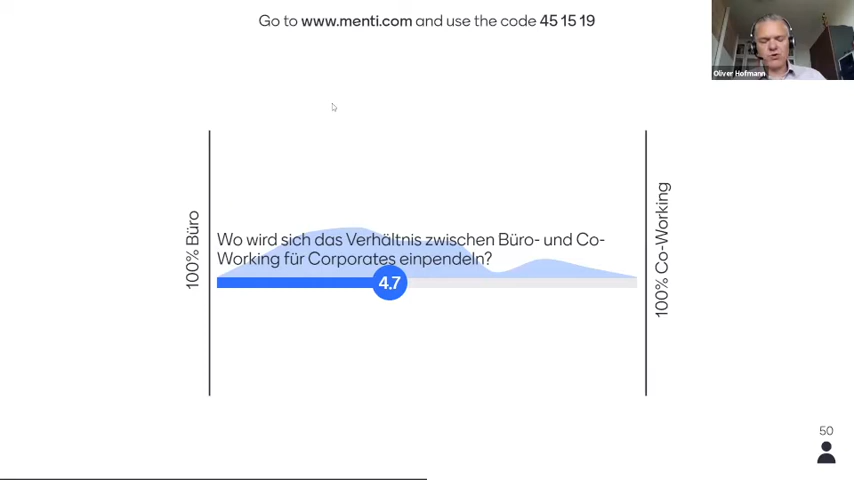 Go to www.menti.com and use the code 45 15 19
Oliver Hofmann
100% Büro
Wo wird sich das Verhältnis zwischen Büro- und Co-
Working für Corporates einpendeln?
4.7
100% Co-Working
50